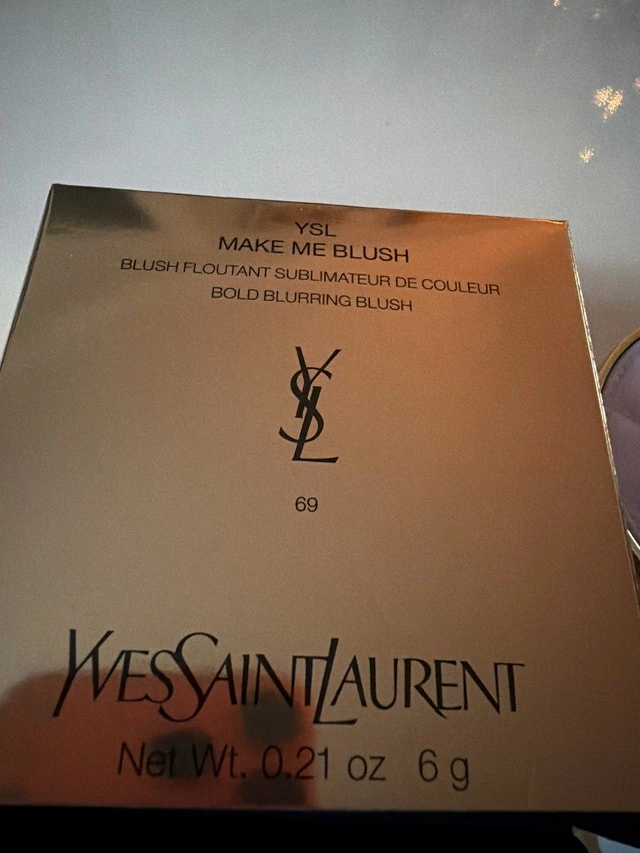 YSL
MAKE ME BLUSH
BLUSH FLOUTANT SUBLIMATEUR DE COULEUR
BOLD BLURRING BLUSH
YSL
69
YVESSAINTLAURENT
Net Wt. 0.21 oz 6 g